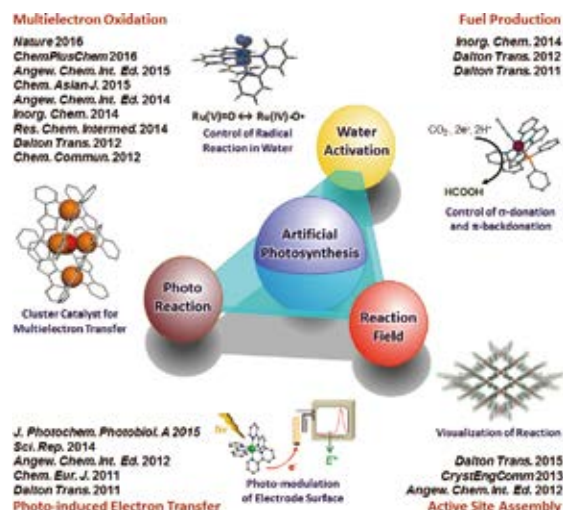 Multielectron Oxidation
Nature 2016
ChemPlusChem 2016
Angew. Chem. Int. Ed. 2015
Chem. Asian J. 2015
Angew. Chem. Int. Ed. 2014
Inorg. Chem. 2014
Res. Chem. Intermed. 2014
Dalton Trans. 2012
Chem. Commun. 2012
Ru(V)=O ↔ Ru(IV)-O•
Control of Radical
Reaction in Water
Fuel Production
Inorg. Chem. 2014
Dalton Trans. 2012
Dalton Trans. 2011
CO₂, 2e⁻, 2H⁺
HCOOH
Control of σ-donation
and π-backdonation
Water
Activation
Artificial
Photosynthesis
Photo
Reaction
Reaction
Field
Cluster Catalyst for
Multielectron Transfer
Visualization of Reaction
J. Photochem. Photobiol. A 2015
Sci. Rep. 2014
Angew. Chem. Int. Ed. 2012
Chem. Eur. J. 2011
Dalton Trans. 2011
Photo-induced Electron Transfer
hν
e⁻
Photo-modulation
of Electrode Surface
Dalton Trans. 2015
CrystEngComm 2013
Angew. Chem. Int. Ed. 2012
Active Site Assembly